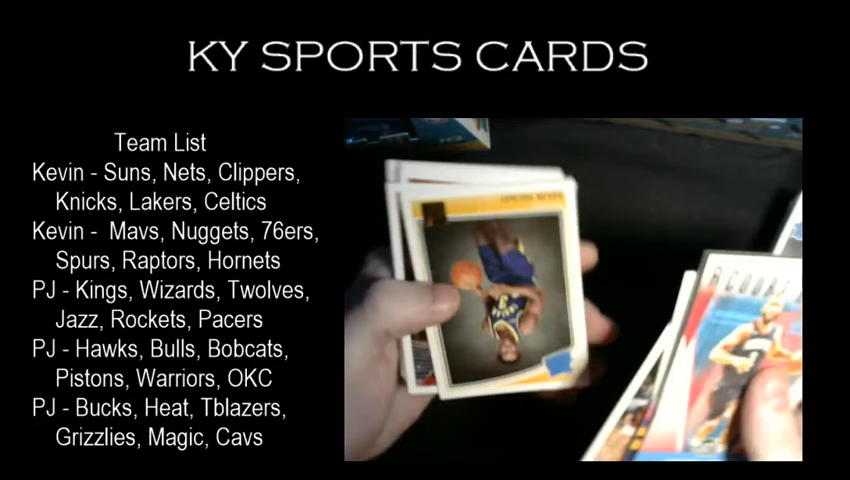 KY SPORTS CARDS
Team List
Kevin - Suns, Nets, Clippers,
Knicks, Lakers, Celtics
Kevin - Mavs, Nuggets, 76ers,
Spurs, Raptors, Hornets
PJ - Kings, Wizards, Twolves,
Jazz, Rockets, Pacers
PJ - Hawks, Bulls, Bobcats,
Pistons, Warriors, OKC
PJ - Bucks, Heat, Tblazers,
Grizzlies, Magic, Cavs